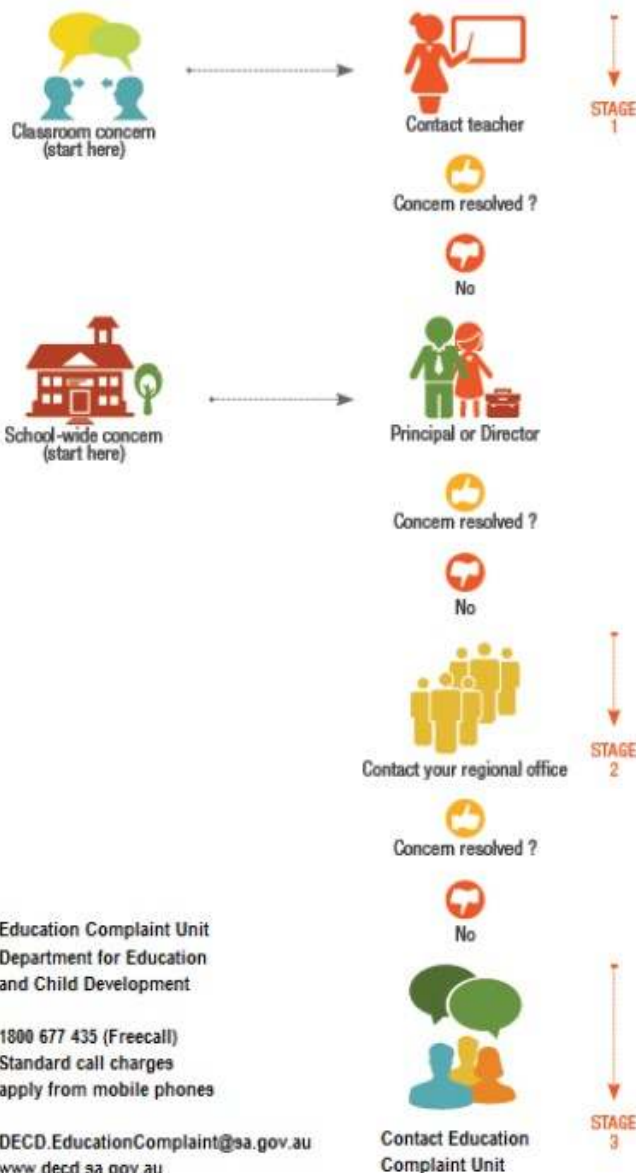 Classroom concern
(start here)
Contact teacher
STAGE
1
Concern resolved ?
No
School-wide concern
(start here)
Principal or Director
Concern resolved ?
No
Contact your regional office
STAGE
2
Concern resolved ?
No
Education Complaint Unit
Department for Education
and Child Development
1800 677 435 (Freecall)
Standard call charges
apply from mobile phones
DECD.EducationComplaint@sa.gov.au
www.decd.sa.gov.au
Contact Education
Complaint Unit
STAGE
3